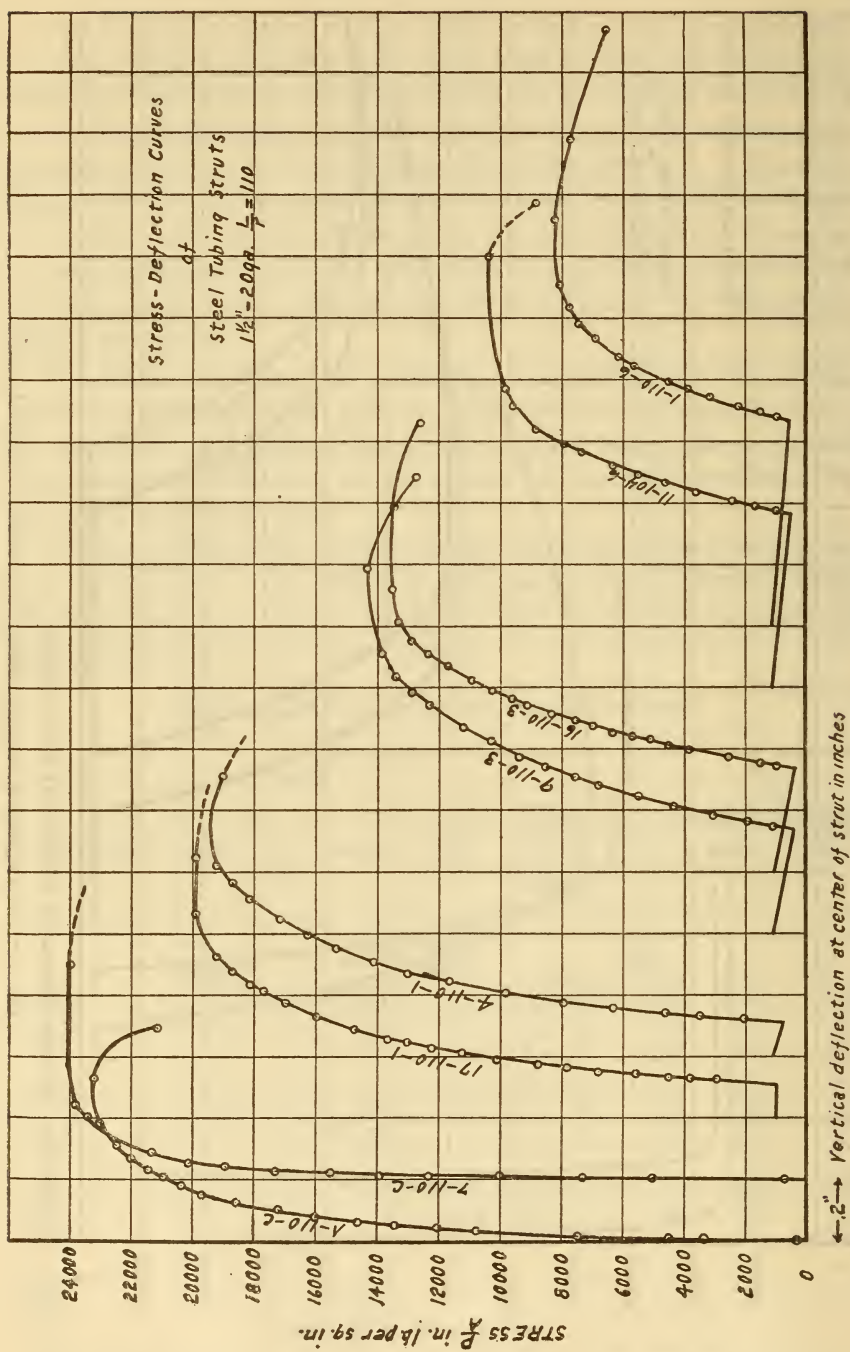 Stress-Deflection Curves
of
Steel Tubing Struts
1½"-20ga. L/r = 110
STRESS P/A in. lb. per sq. in.
24000
22000
20000
18000
16000
14000
12000
10000
8000
6000
4000
2000
0
A-110-C
7-110-C
17-110-1
4-110-1
9-110-3
16-110-3
11-104-6
1-110-6
←.2"→ Vertical deflection at center of strut in inches